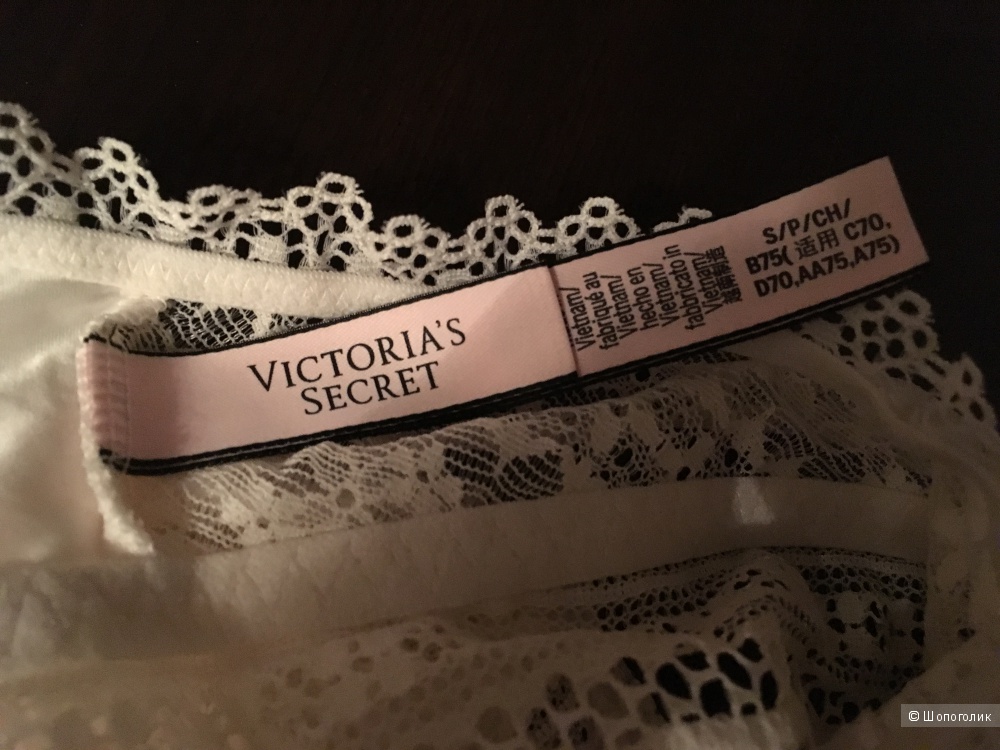 VICTORIA'S
SECRET
Vietnam/
fabriqué au
Vietnam/
hecho en
Vietnam/
fabbricato in
Vietnam/
越南制造
S/P/CH/
B75(适用 C70,
D70,AA75,A75)
© Шопоголик